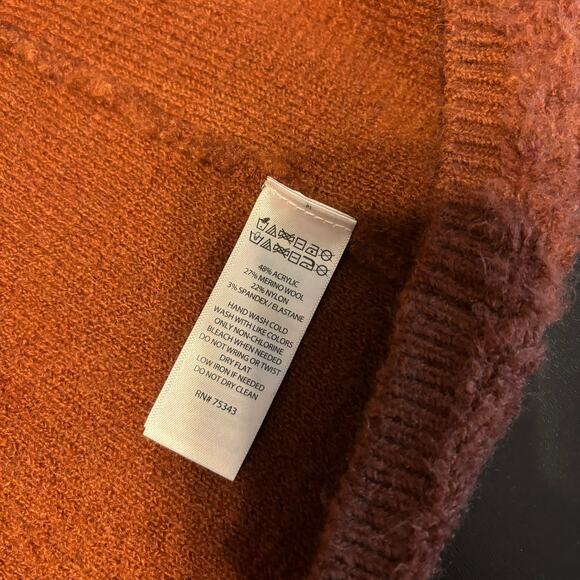 48% ACRYLIC
27% MERINO WOOL
22% NYLON
3% SPANDEX / ELASTANE
HAND WASH COLD
WASH WITH LIKE COLORS
ONLY NON-CHLORINE
BLEACH WHEN NEEDED
DO NOT WRING OR TWIST
DRY FLAT
LOW IRON IF NEEDED
DO NOT DRY CLEAN
RN# 75343